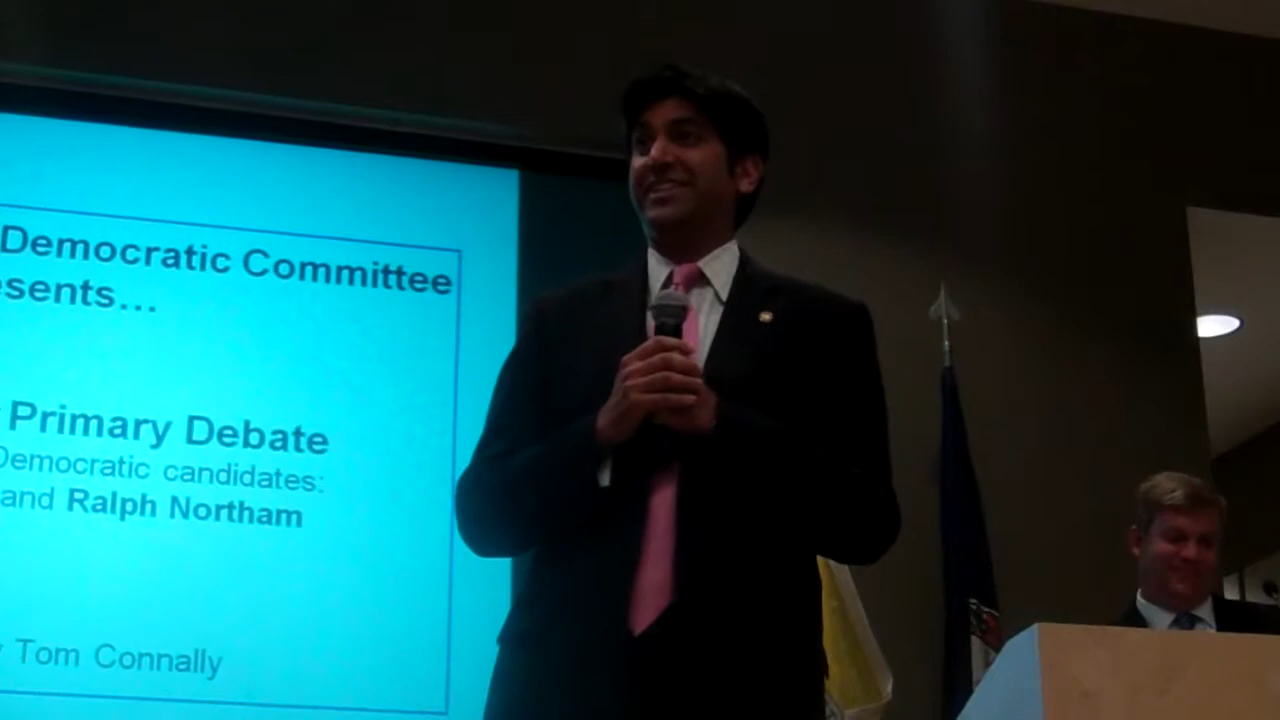 Democratic Committee
esents...
Primary Debate
Democratic candidates:
and Ralph Northam
Tom Connally